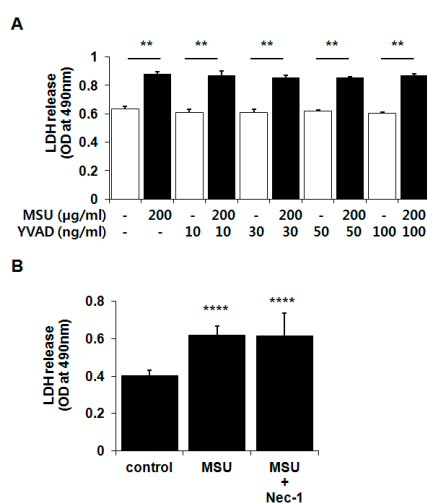 A
LDH release
(OD at 490nm)
1
0.8
0.6
0.4
0.2
0
** ** ** ** **
MSU (μg/ml) - 200 - 200 - 200 - 200 - 200
YVAD (ng/ml) - - 10 10 30 30 50 50 100 100
B
LDH release
(OD at 490nm)
0.8
0.6
0.4
0.2
0
**** ****
control MSU MSU
+
Nec-1